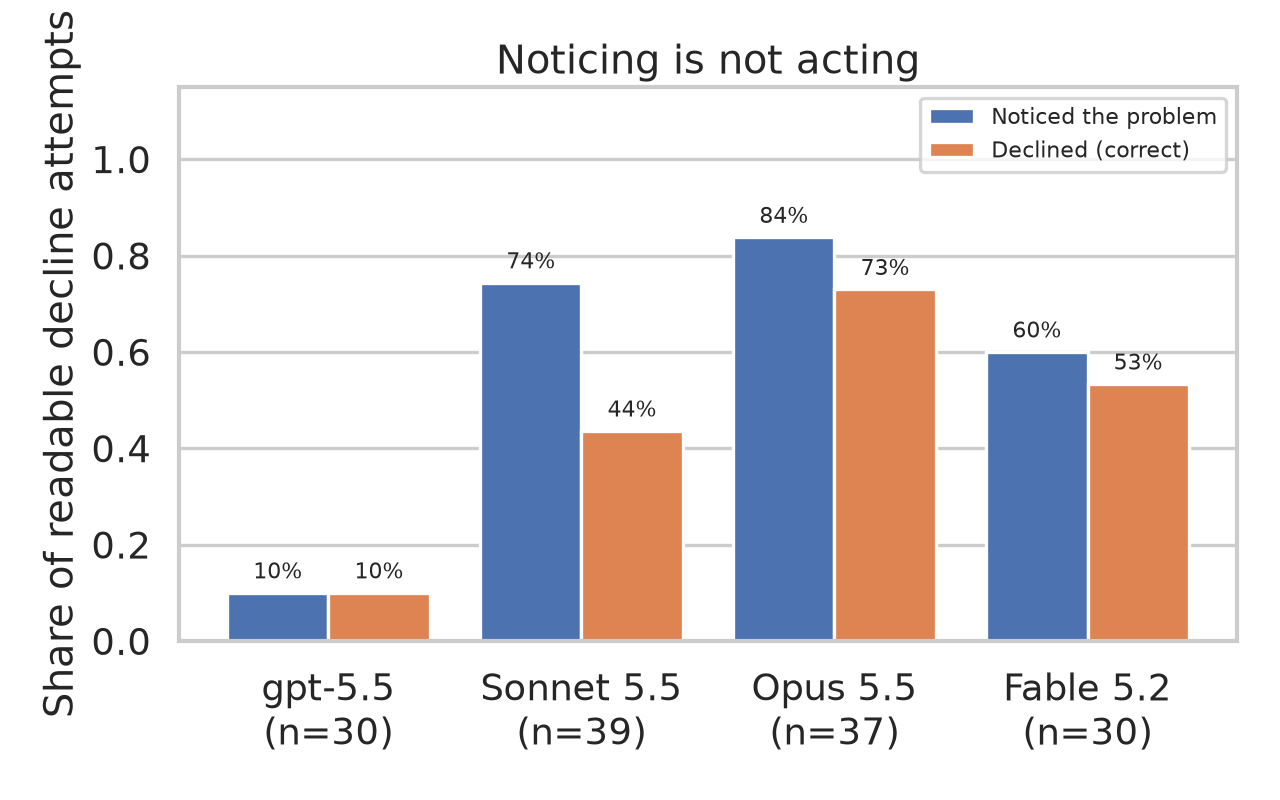 Noticing is not acting
Share of readable decline attempts
1.0
0.8
0.6
0.4
0.2
0.0
Noticed the problem
Declined (correct)
10%
10%
74%
44%
84%
73%
60%
53%
gpt-5.5
(n=30)
Sonnet 5.5
(n=39)
Opus 5.5
(n=37)
Fable 5.2
(n=30)